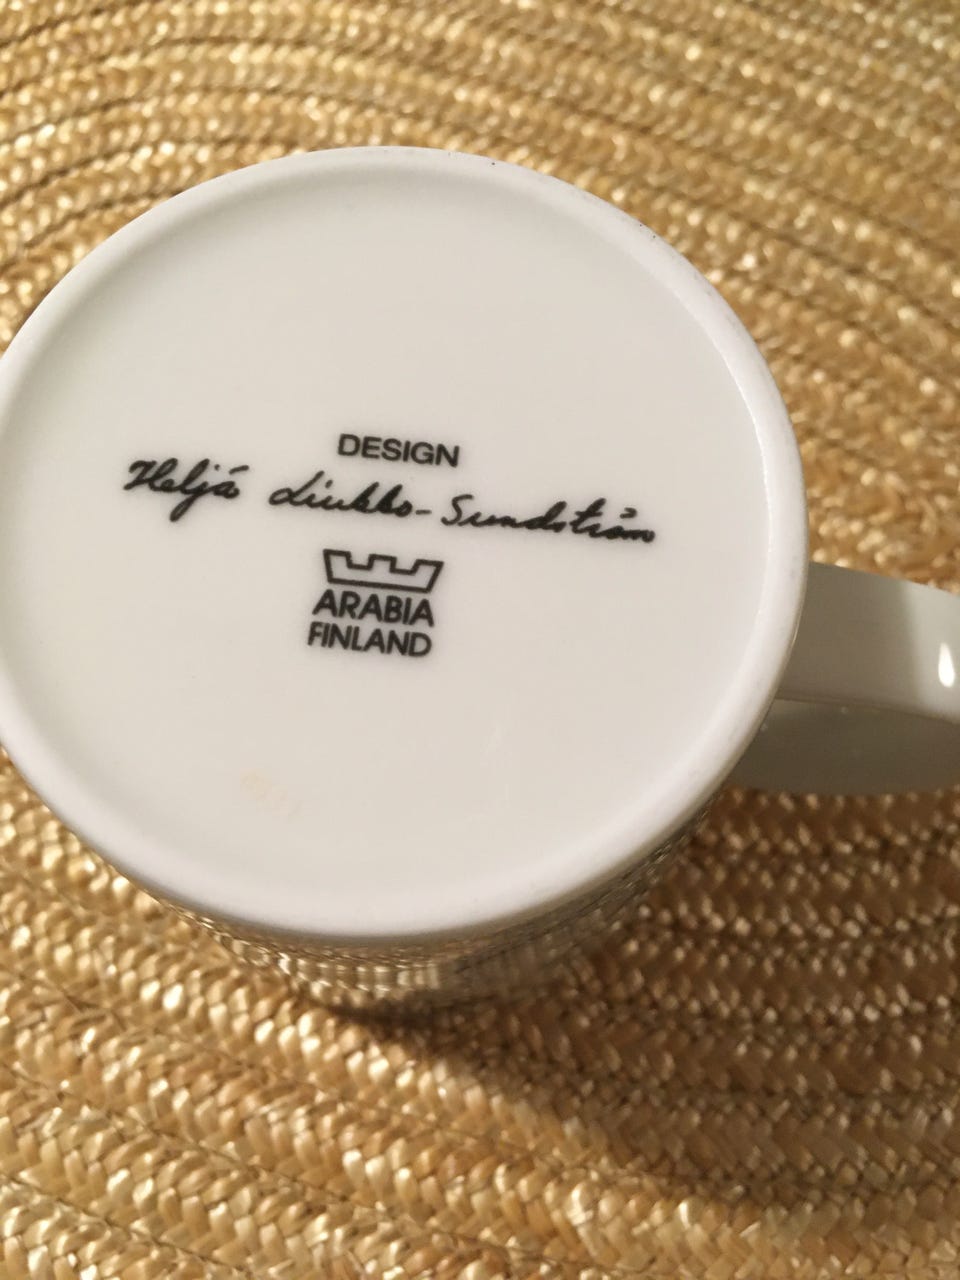 DESIGN
Heljä Liukko-Sundström
ARABIA
FINLAND